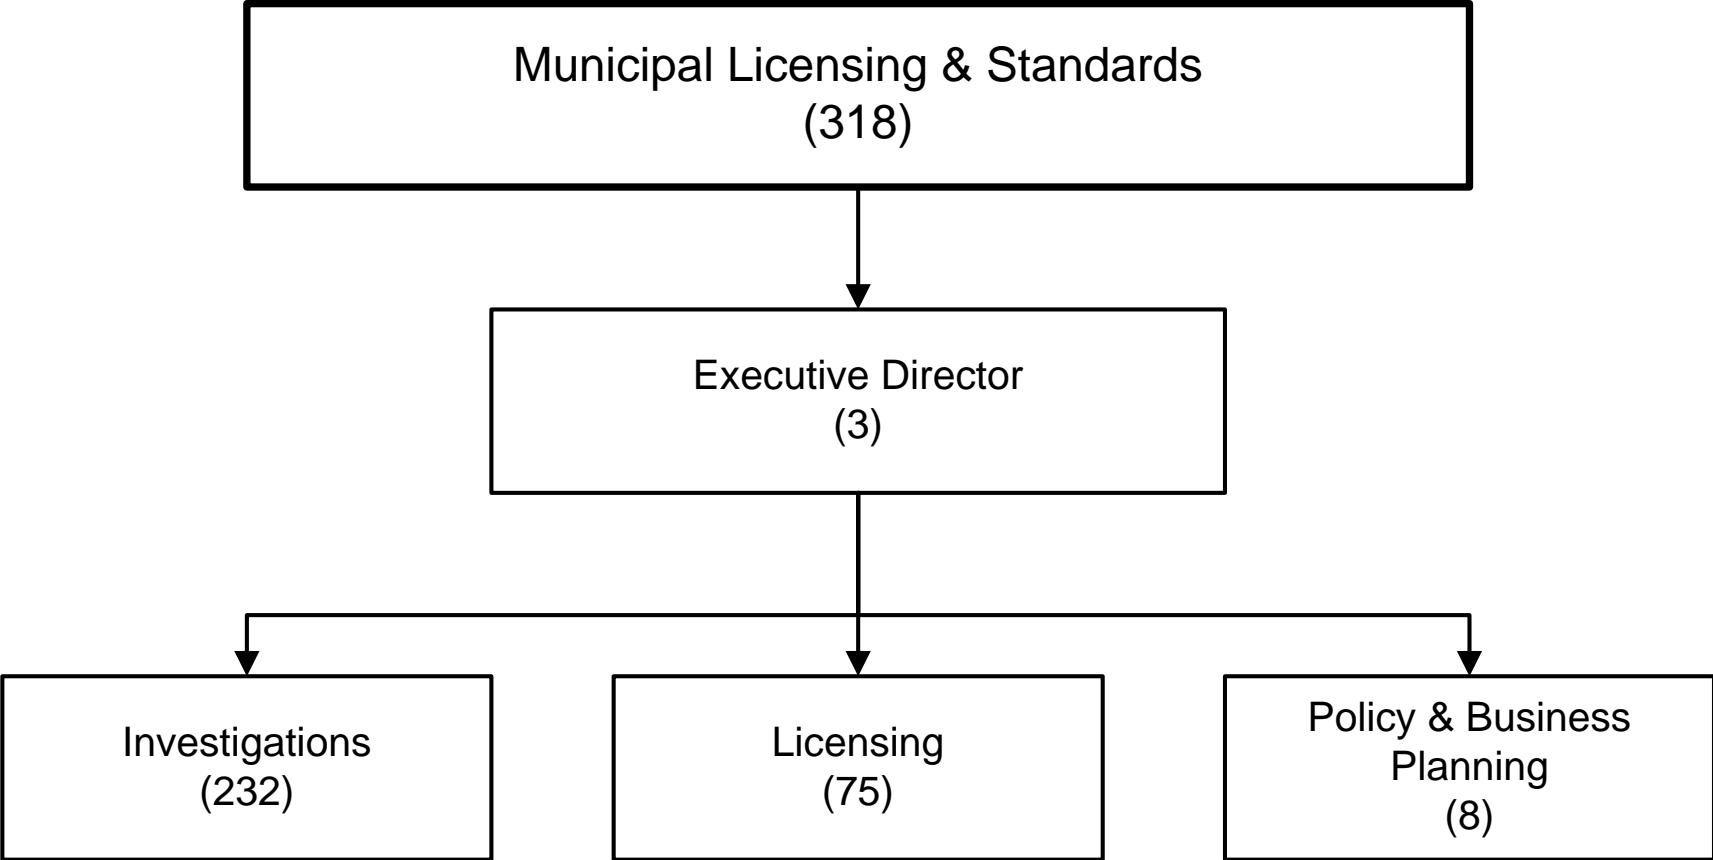 Municipal Licensing & Standards
(318)
Executive Director
(3)
Investigations
(232)
Licensing
(75)
Policy & Business
Planning
(8)